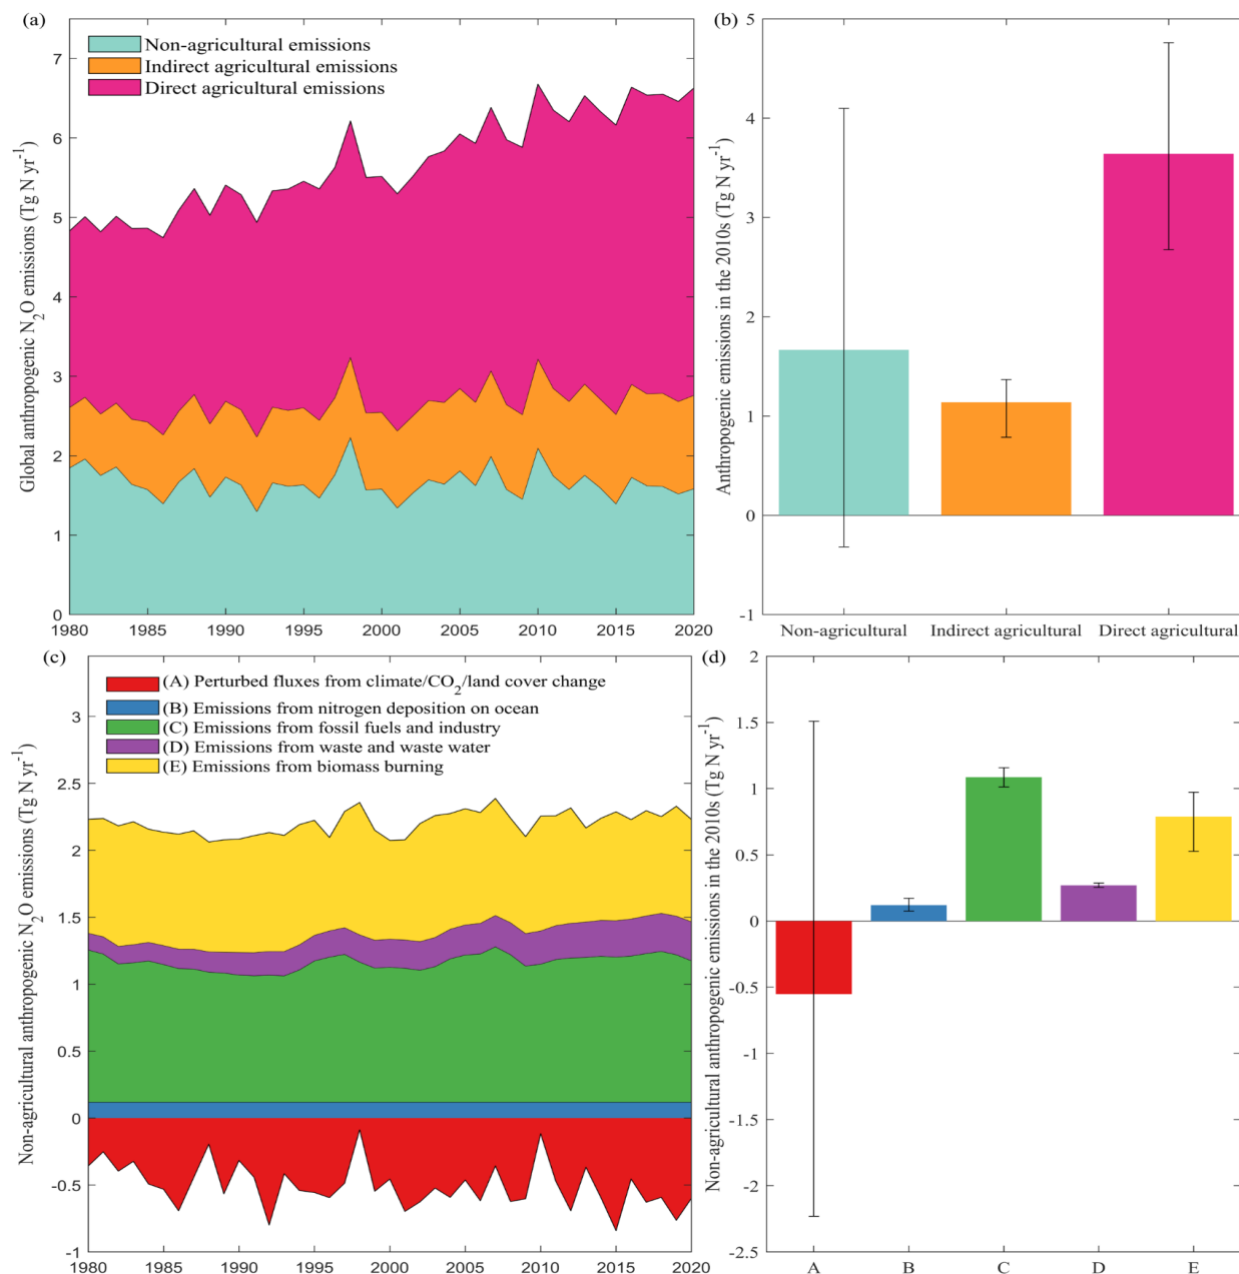 (a)
Global anthropogenic N₂O emissions (Tg N yr⁻¹)
7
6
5
4
3
2
1
0
Non-agricultural emissions
Indirect agricultural emissions
Direct agricultural emissions
1980 1985 1990 1995 2000 2005 2010 2015 2020
(b)
Anthropogenic emissions in the 2010s (Tg N yr⁻¹)
5
4
3
2
1
0
-1
Non-agricultural Indirect agricultural Direct agricultural
(c)
Non-agricultural anthropogenic N₂O emissions (Tg N yr⁻¹)
3
2.5
2
1.5
1
0.5
0
-0.5
-1
(A) Perturbed fluxes from climate/CO₂/land cover change
(B) Emissions from nitrogen deposition on ocean
(C) Emissions from fossil fuels and industry
(D) Emissions from waste and waste water
(E) Emissions from biomass burning
1980 1985 1990 1995 2000 2005 2010 2015 2020
(d)
Non-agricultural anthropogenic emissions in the 2010s (Tg N yr⁻¹)
2
1.5
1
0.5
0
-0.5
-1
-1.5
-2
-2.5
A B C D E